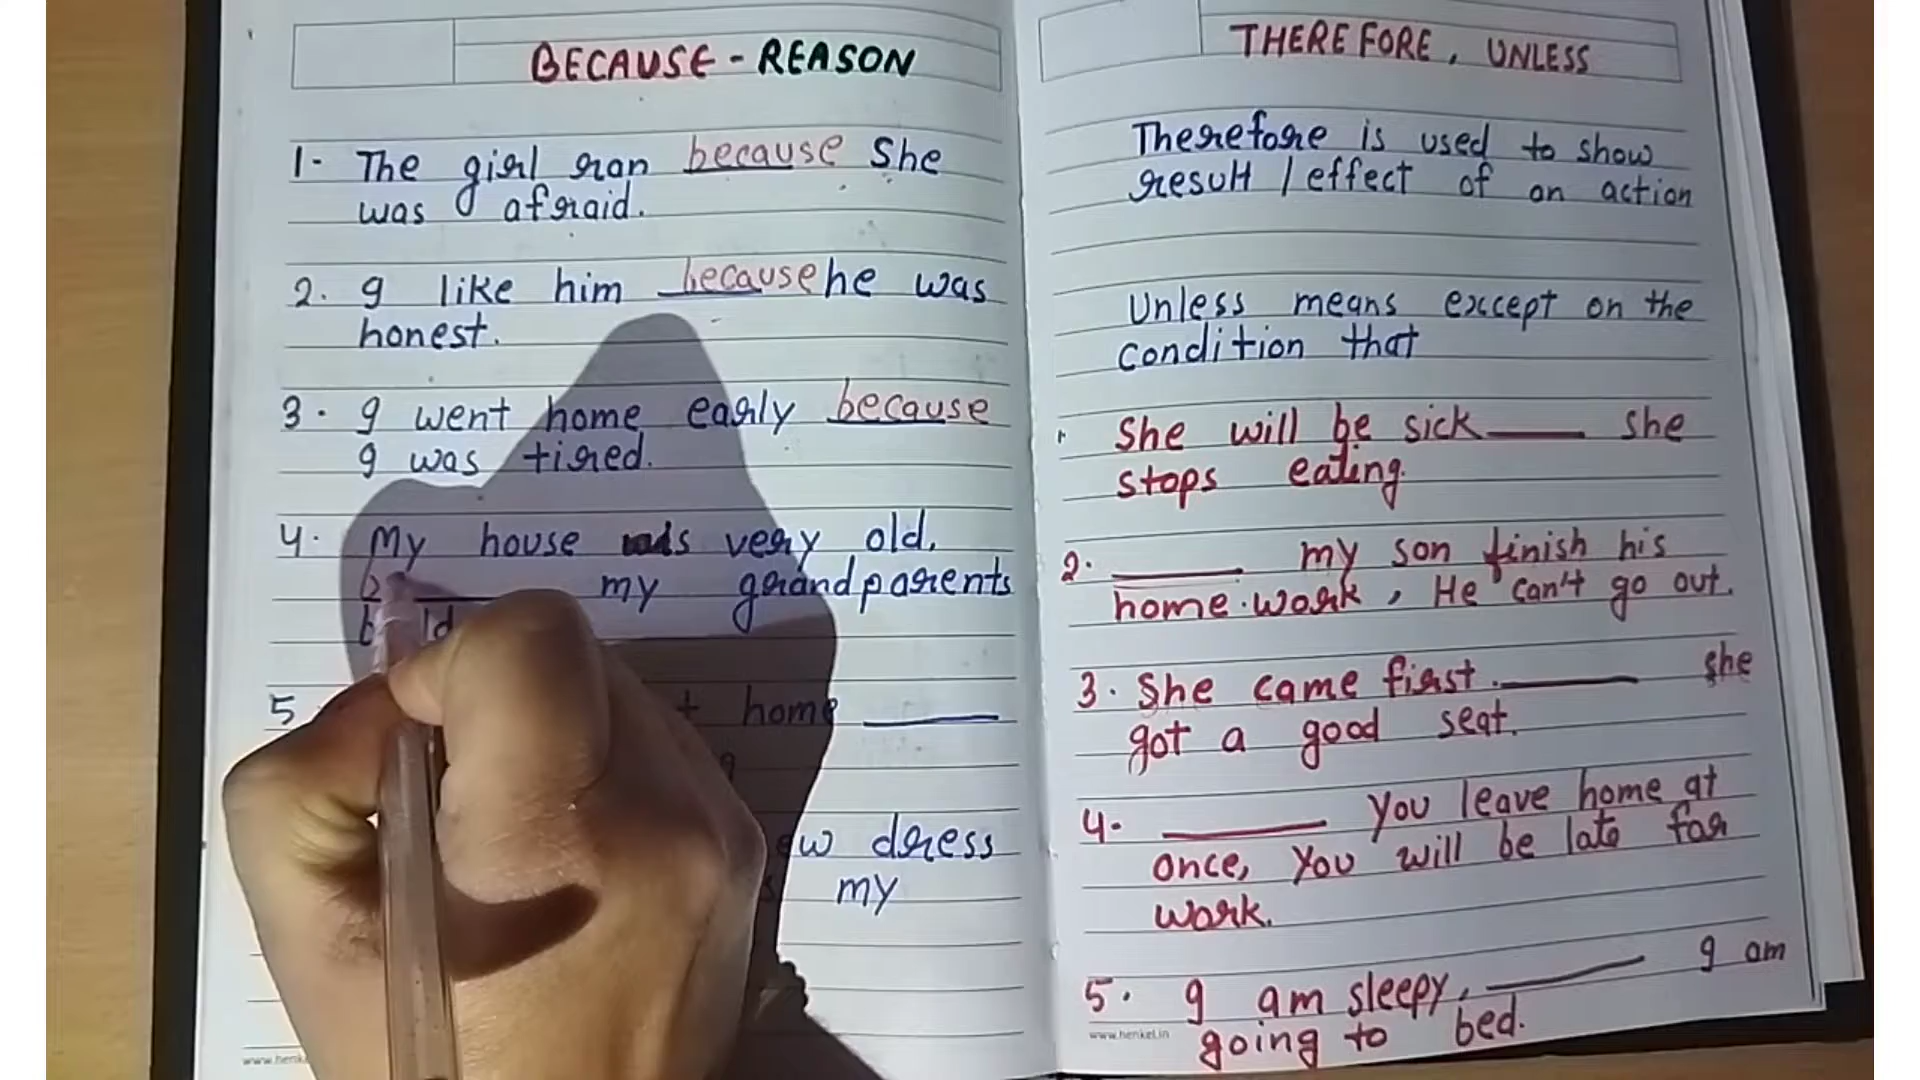 BECAUSE - REASON
1. The girl ran because she
was afraid.
2. I like him because he was
honest.
3. I went home early because
I was tired.
4. My house is very old,
my grandparents
5
home ____
dress
my
THEREFORE, UNLESS
Therefore is used to show
result / effect of an action
Unless means except on the
condition that
1. She will be sick ____ she
stops eating.
2. ____ my son finish his
home.work, He can't go out.
3. She came first. ____ she
got a good seat.
4. ____ You leave home at
once, You will be late for
work.
5. I am sleepy, ____ I am
going to bed.
www.henkel.in